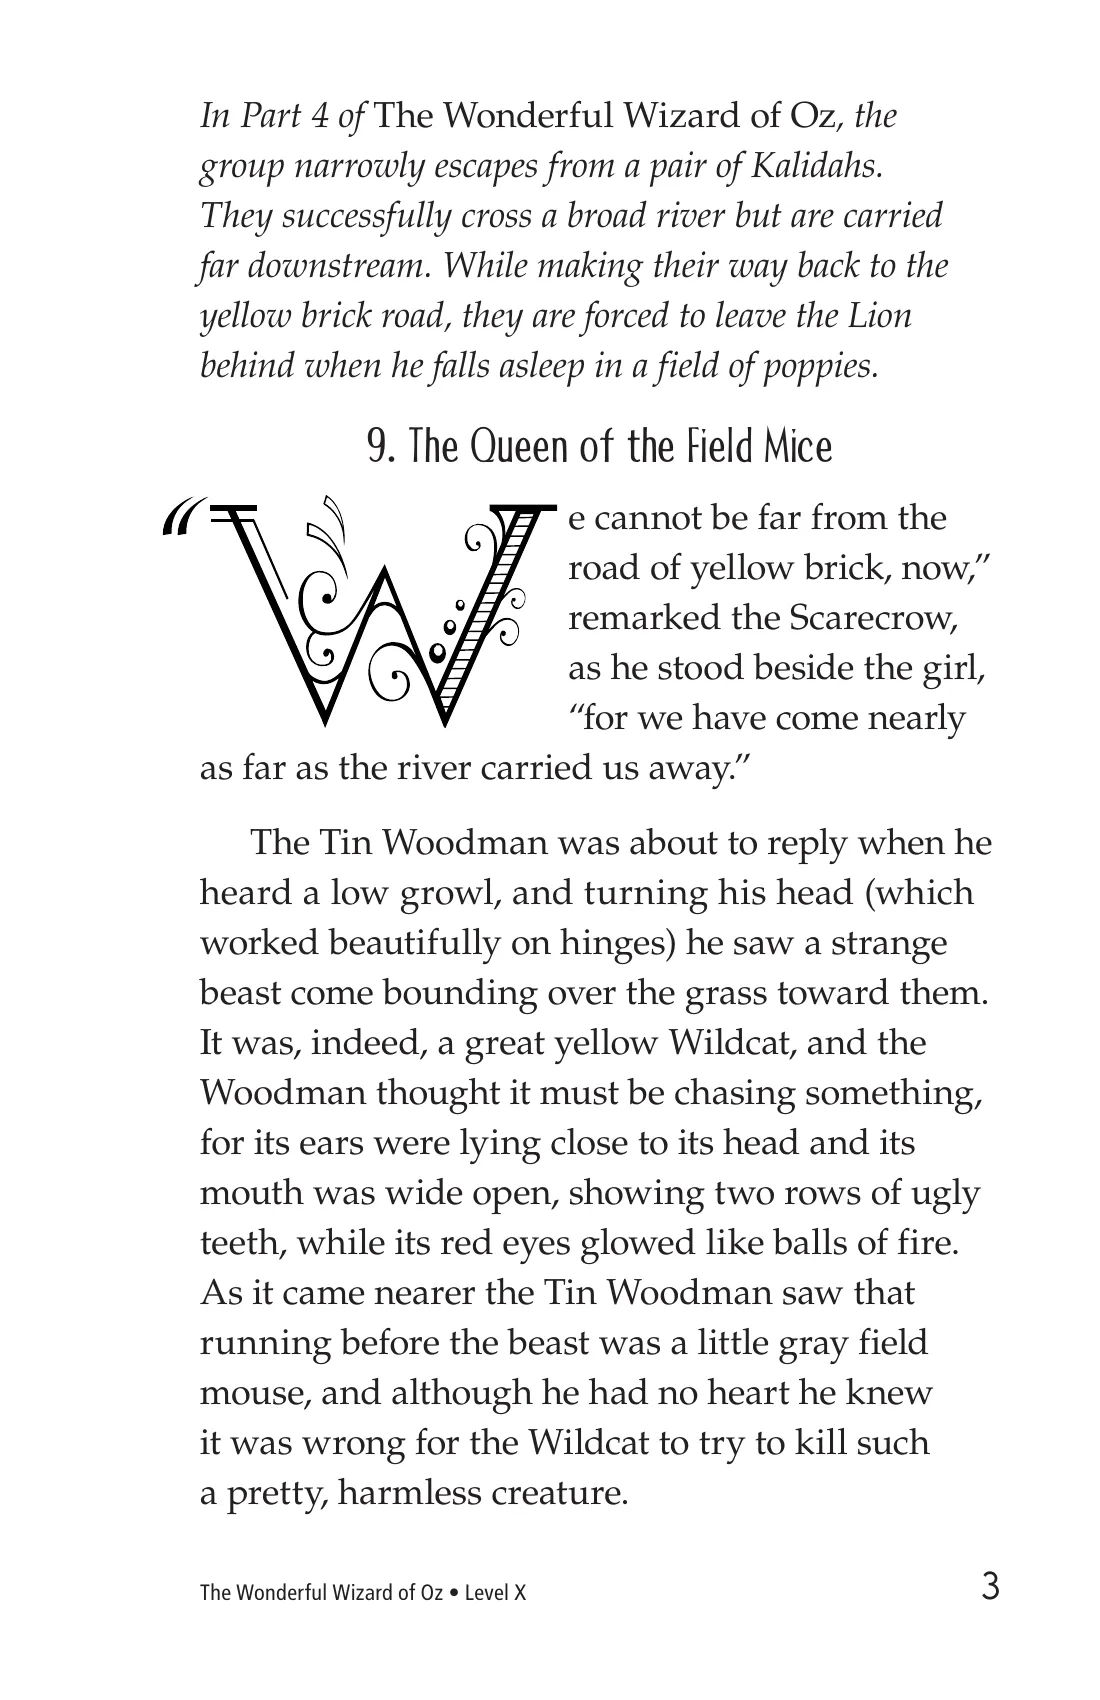 In Part 4 of The Wonderful Wizard of Oz, the
group narrowly escapes from a pair of Kalidahs.
They successfully cross a broad river but are carried
far downstream. While making their way back to the
yellow brick road, they are forced to leave the Lion
behind when he falls asleep in a field of poppies.
9. The Queen of the Field Mice
“We cannot be far from the
road of yellow brick, now,”
remarked the Scarecrow,
as he stood beside the girl,
“for we have come nearly
as far as the river carried us away.”
The Tin Woodman was about to reply when he
heard a low growl, and turning his head (which
worked beautifully on hinges) he saw a strange
beast come bounding over the grass toward them.
It was, indeed, a great yellow Wildcat, and the
Woodman thought it must be chasing something,
for its ears were lying close to its head and its
mouth was wide open, showing two rows of ugly
teeth, while its red eyes glowed like balls of fire.
As it came nearer the Tin Woodman saw that
running before the beast was a little gray field
mouse, and although he had no heart he knew
it was wrong for the Wildcat to try to kill such
a pretty, harmless creature.
The Wonderful Wizard of Oz • Level X
3